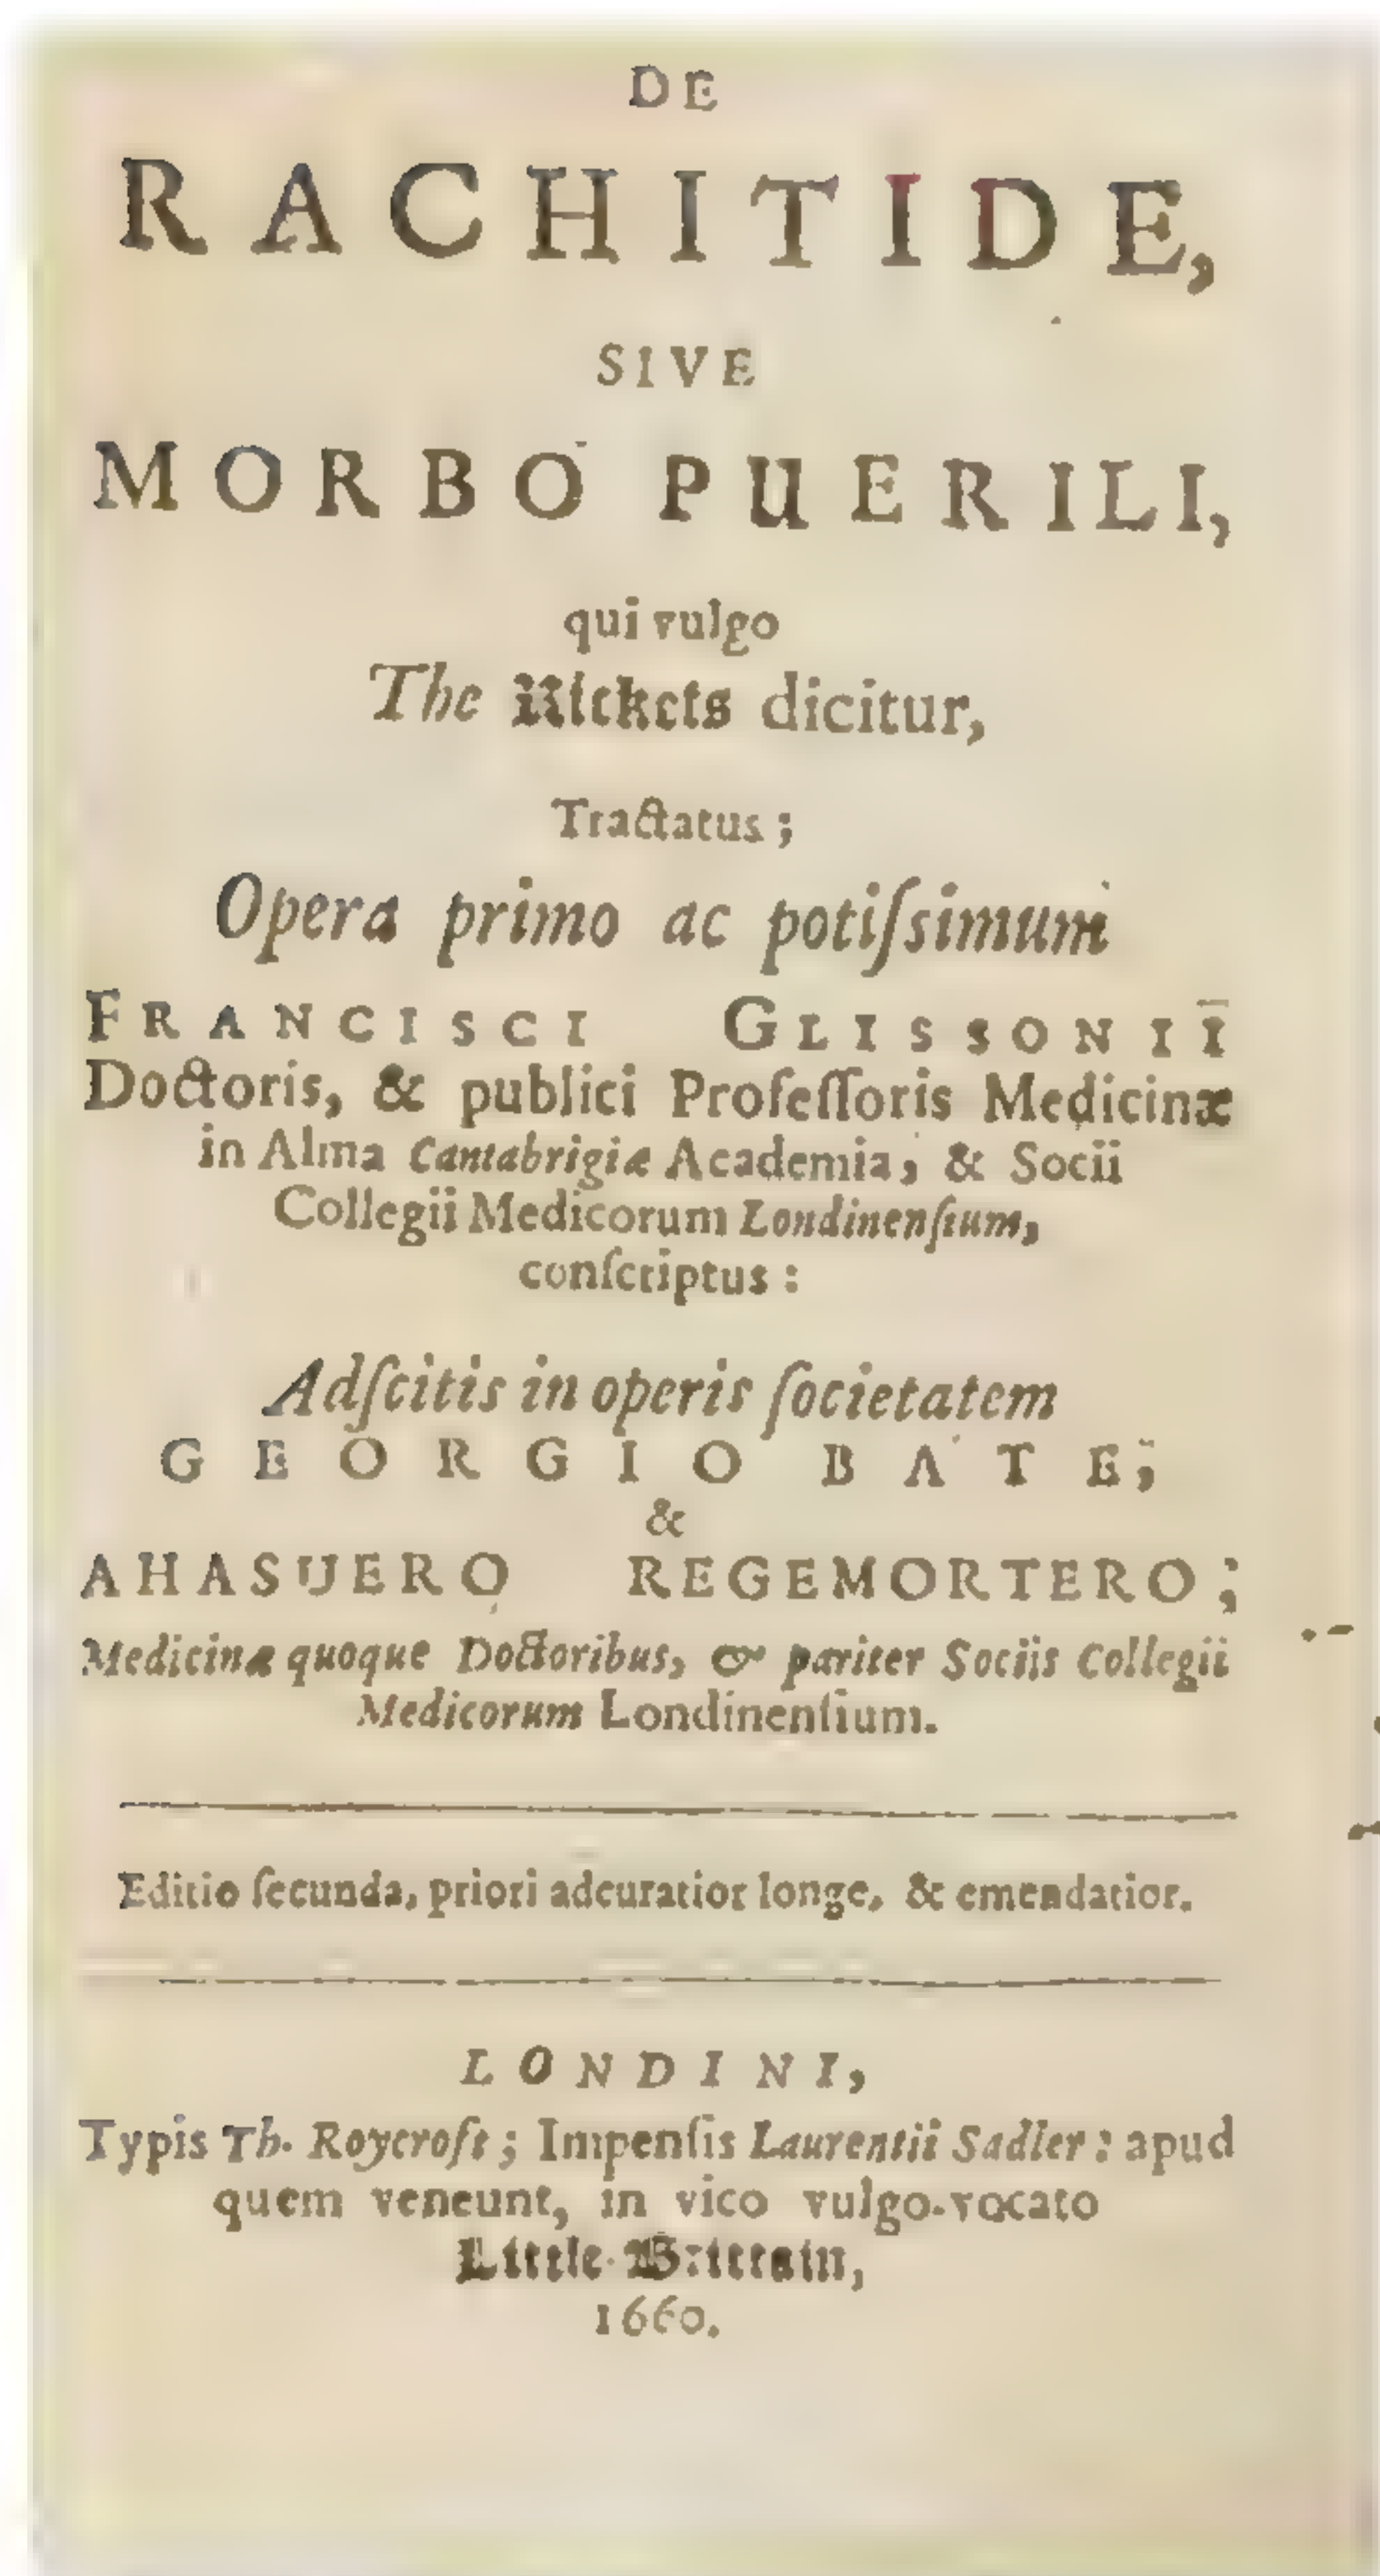 DE
RACHITIDE,
SIVE
MORBO PUERILI,
qui vulgo
The Rickets dicitur,
Tractatus;
Opera primo ac potiſsimum
FRANCISCI GLISSONII
Doctoris, & publici Profeſſoris Medicinæ
in Alma Cantabrigiæ Academia, & Socii
Collegii Medicorum Londinenſium,
conſcriptus:
Adſcitis in operis ſocietatem
GEORGIO BATE,
&
AHASUERO REGEMORTERO;
Medicinæ quoque Doctoribus, & pariter Sociis Collegii
Medicorum Londinenſium.
Editio ſecunda, priori adcuratior longe, & emendatior.
LONDINI,
Typis Th. Roycroft; Impenſis Laurentii Sadler: apud
quem veneunt, in vico vulgo-vocato
Little-Brittain,
1660.